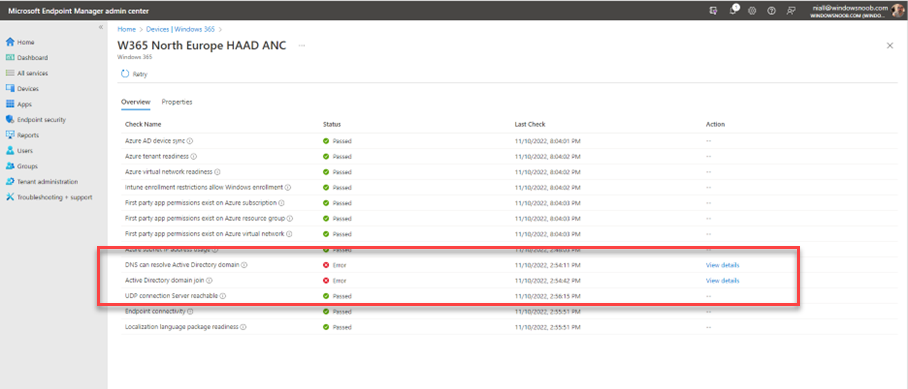 Microsoft Endpoint Manager admin center
1
niall@windowsnoob.com
WINDOWSNOOB.COM (WINDO...
Home > Devices | Windows 365 >
W365 North Europe HAAD ANC ...
Windows 365
Retry
Overview Properties
Home
Dashboard
All services
Devices
Apps
Endpoint security
Reports
Users
Groups
Tenant administration
Troubleshooting + support
Check Name Status Last Check Action
Azure AD device sync Passed 11/10/2022, 8:04:01 PM --
Azure tenant readiness Passed 11/10/2022, 8:04:02 PM --
Azure virtual network readiness Passed 11/10/2022, 8:04:02 PM --
Intune enrollment restrictions allow Windows enrollment Passed 11/10/2022, 8:04:02 PM --
First party app permissions exist on Azure subscription Passed 11/10/2022, 8:04:03 PM --
First party app permissions exist on Azure resource group Passed 11/10/2022, 8:04:03 PM --
First party app permissions exist on Azure virtual network Passed 11/10/2022, 8:04:03 PM --
Azure subnet IP address usage Passed 11/10/2022, PM --
DNS can resolve Active Directory domain Error 11/10/2022, 2:54:11 PM View details
Active Directory domain join Error 11/10/2022, 2:54:42 PM View details
UDP connection Server reachable Passed 11/10/2022, 2:56:15 PM --
Endpoint connectivity Passed 11/10/2022, 2:55:51 PM --
Localization language package readiness Passed 11/10/2022, 2:55:51 PM --